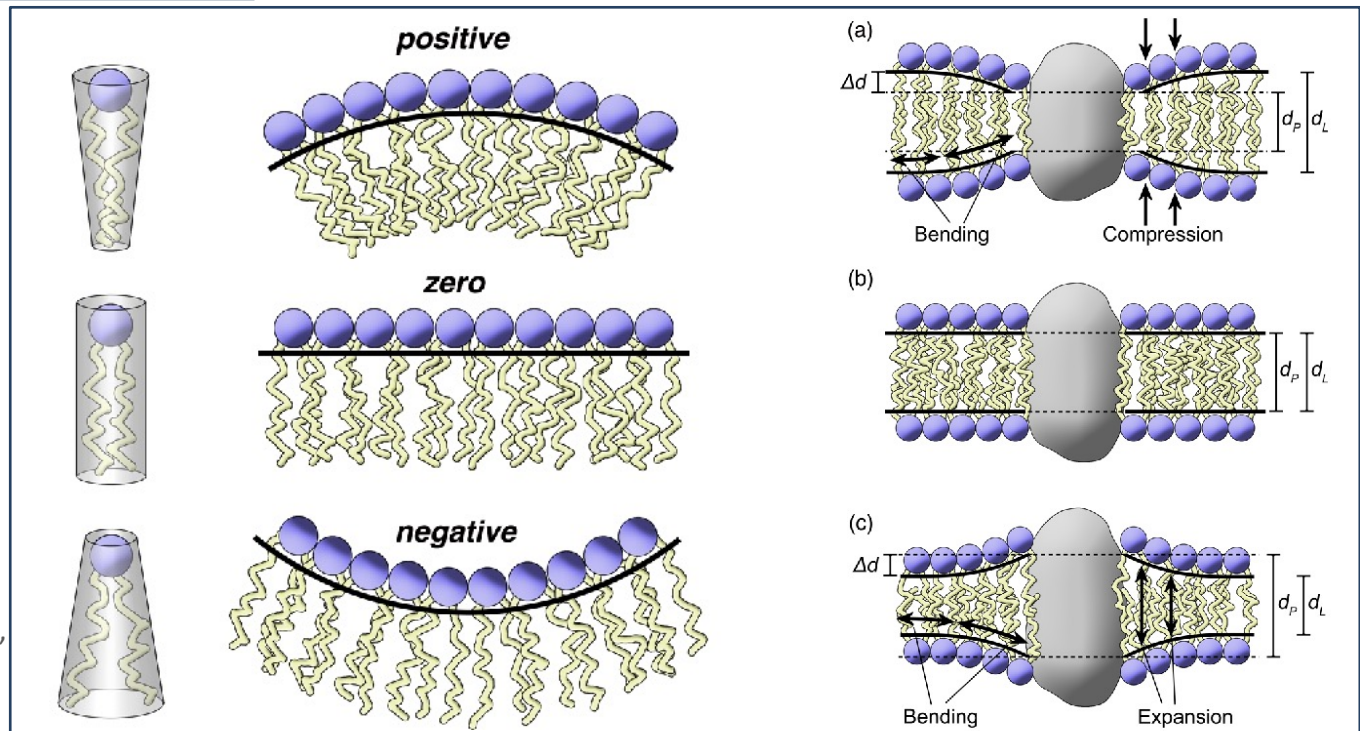 positive
zero
negative
,
(a)
Δd
d_P
d_L
Bending
Compression
(b)
d_P
d_L
(c)
Δd
d_P
d_L
Bending
Expansion